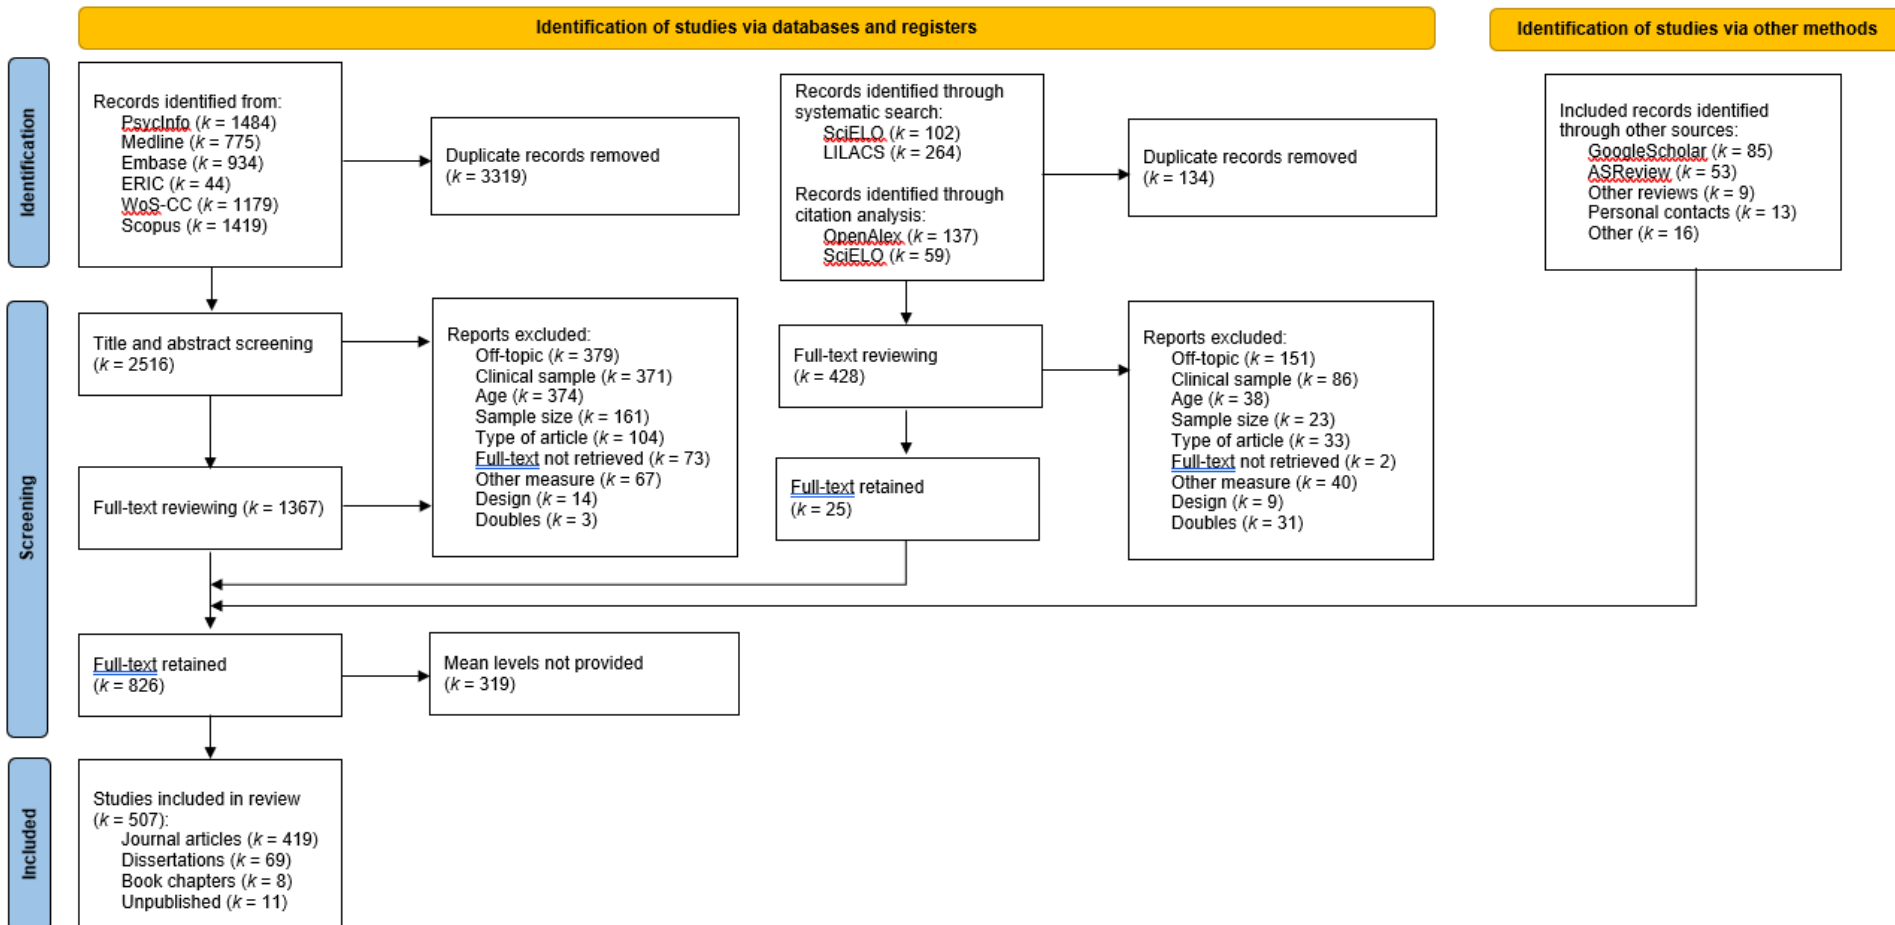 Identification of studies via databases and registers
Identification of studies via other methods
Identification
Records identified from:
PsycInfo (k = 1484)
Medline (k = 775)
Embase (k = 934)
ERIC (k = 44)
WoS-CC (k = 1179)
Scopus (k = 1419)
Duplicate records removed
(k = 3319)
Records identified through
systematic search:
SciELO (k = 102)
LILACS (k = 264)
Records identified through
citation analysis:
OpenAlex (k = 137)
SciELO (k = 59)
Duplicate records removed
(k = 134)
Included records identified
through other sources:
GoogleScholar (k = 85)
ASReview (k = 53)
Other reviews (k = 9)
Personal contacts (k = 13)
Other (k = 16)
Screening
Title and abstract screening
(k = 2516)
Reports excluded:
Off-topic (k = 379)
Clinical sample (k = 371)
Age (k = 374)
Sample size (k = 161)
Type of article (k = 104)
Full-text not retrieved (k = 73)
Other measure (k = 67)
Design (k = 14)
Doubles (k = 3)
Full-text reviewing
(k = 428)
Reports excluded:
Off-topic (k = 151)
Clinical sample (k = 86)
Age (k = 38)
Sample size (k = 23)
Type of article (k = 33)
Full-text not retrieved (k = 2)
Other measure (k = 40)
Design (k = 9)
Doubles (k = 31)
Full-text reviewing (k = 1367)
Full-text retained
(k = 25)
Full-text retained
(k = 826)
Mean levels not provided
(k = 319)
Included
Studies included in review
(k = 507):
Journal articles (k = 419)
Dissertations (k = 69)
Book chapters (k = 8)
Unpublished (k = 11)